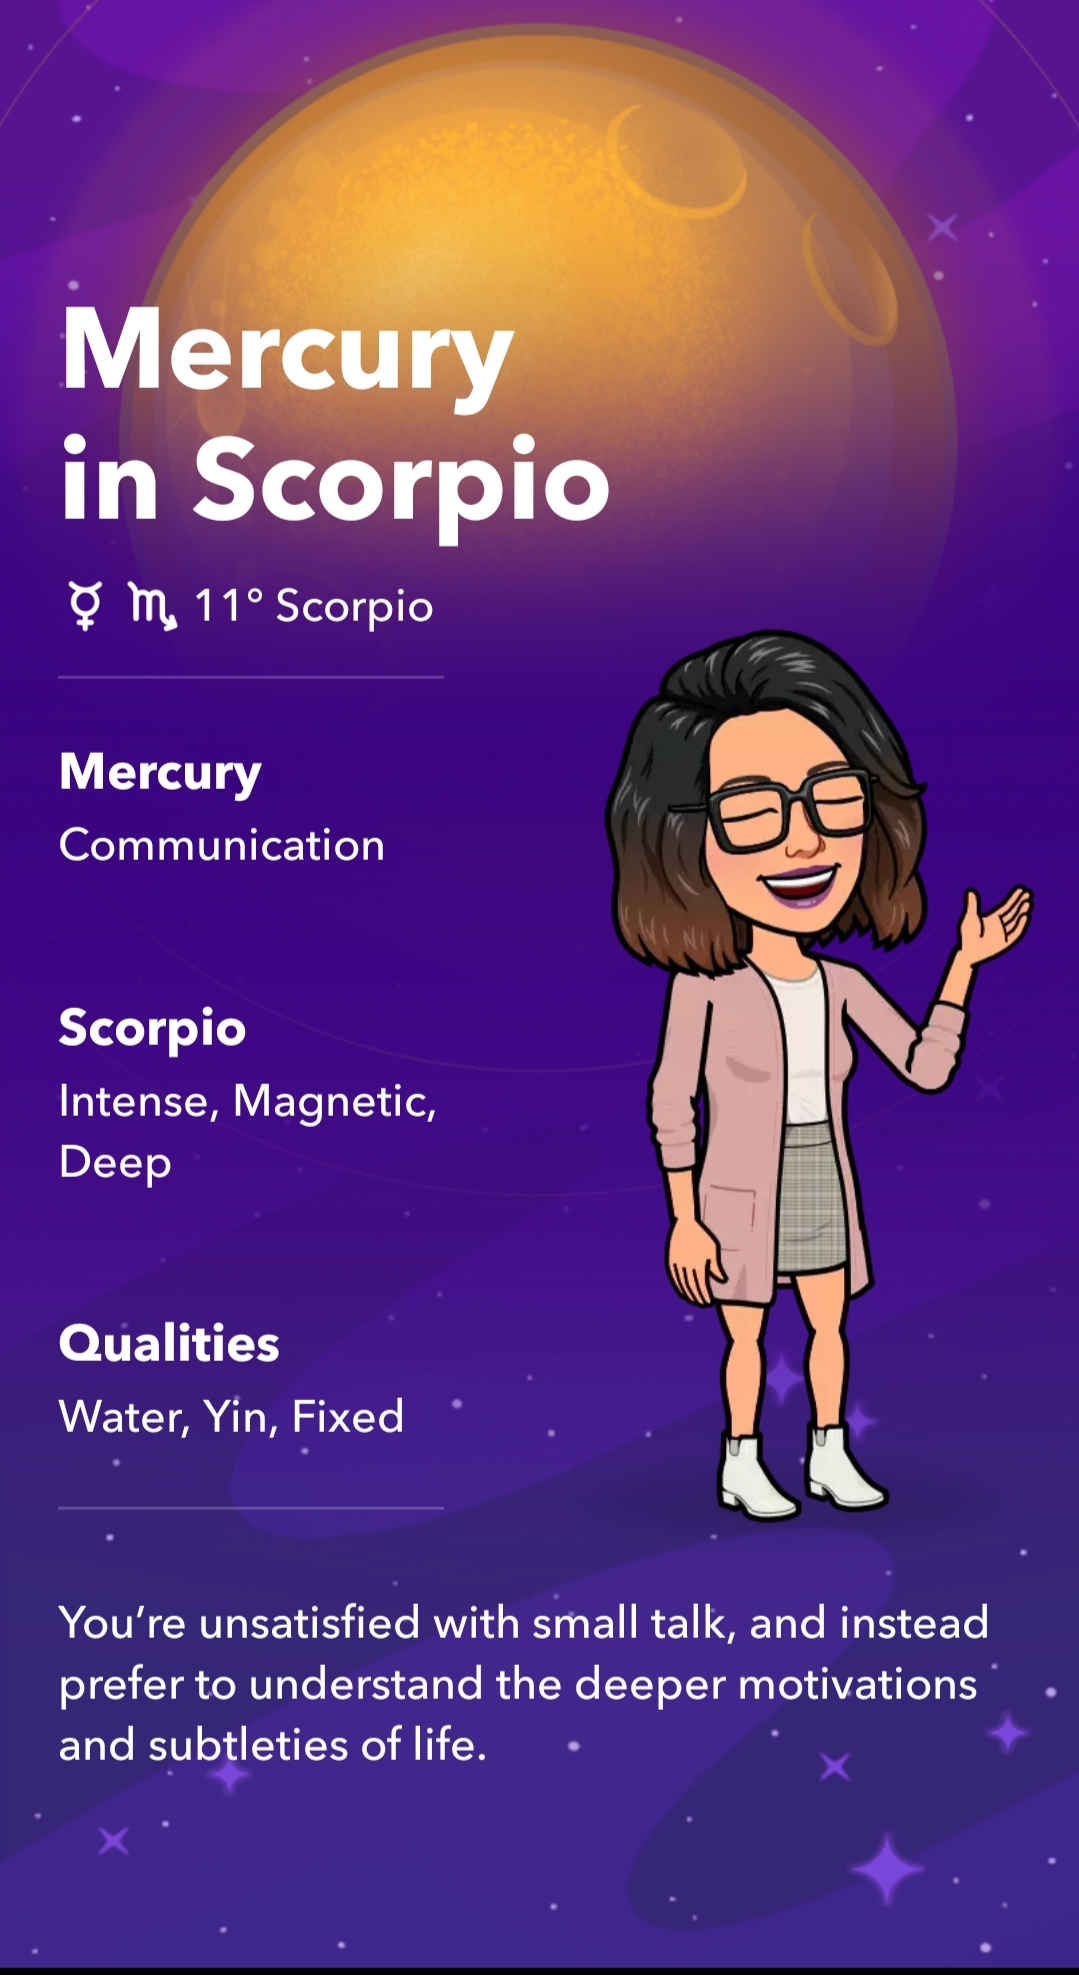 Mercury
in Scorpio
☿ ♏ 11° Scorpio
Mercury
Communication
Scorpio
Intense, Magnetic,
Deep
Qualities
Water, Yin, Fixed
You’re unsatisfied with small talk, and instead
prefer to understand the deeper motivations
and subtleties of life.